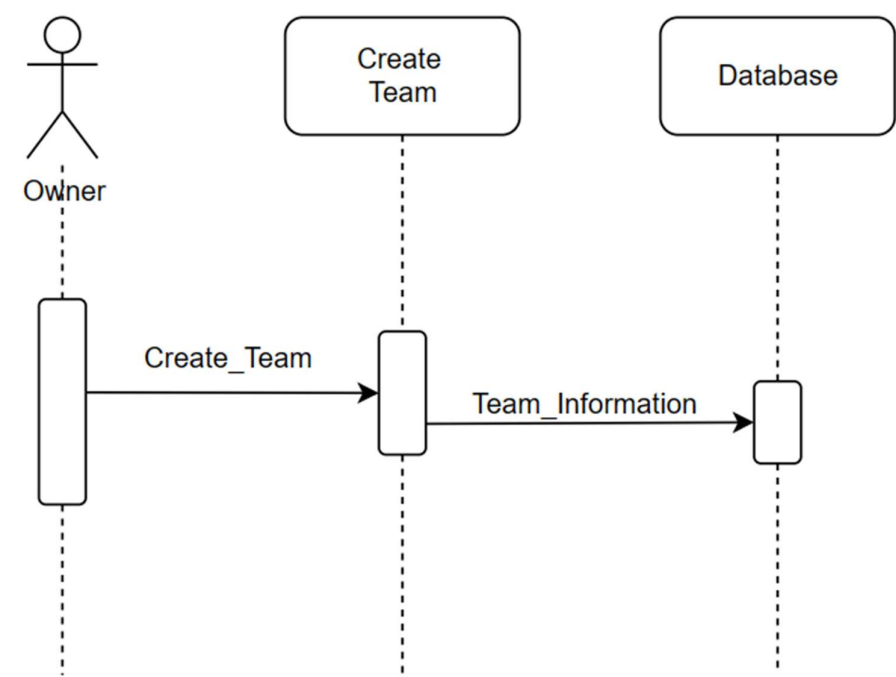 Create
Team
Database
Owner
Create_Team
Team_Information